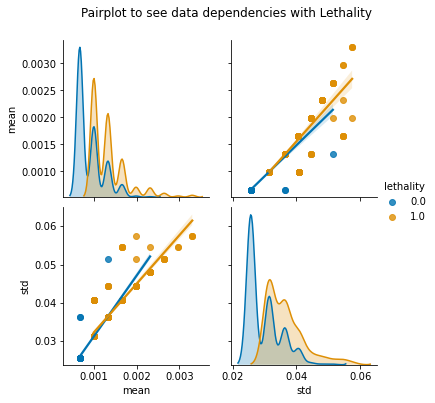 Pairplot to see data dependencies with Lethality
0.0030
0.0025
0.0020
0.0015
0.0010
mean
lethality
0.0
1.0
0.06
0.05
0.04
0.03
std
0.001 0.002 0.003
mean
0.02 0.04 0.06
std